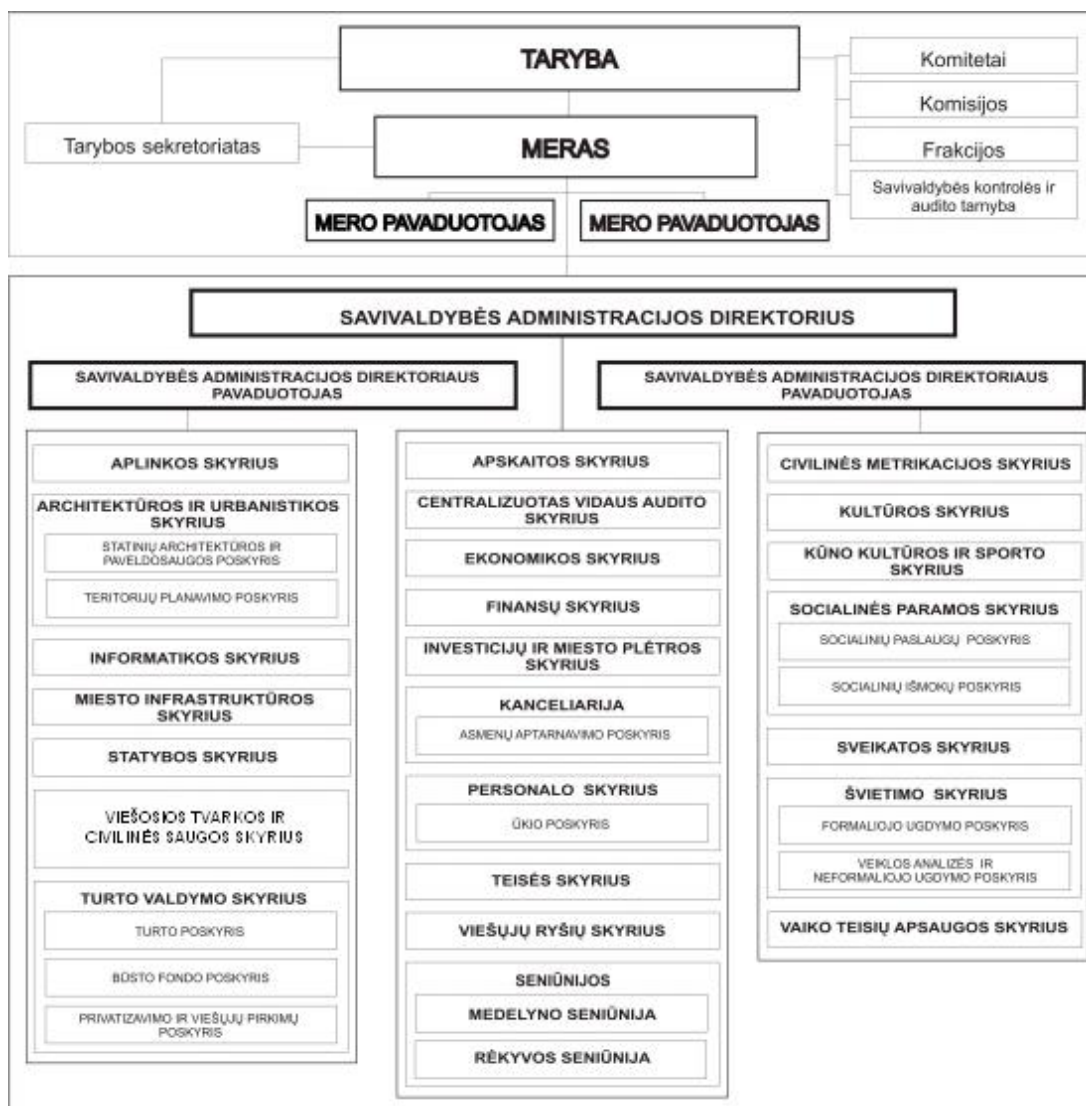 TARYBA
Komitetai
Komisijos
Tarybos sekretoriatas
MERAS
Frakcijos
Savivaldybės kontrolės ir
audito tarnyba
MERO PAVADUOTOJAS
MERO PAVADUOTOJAS
SAVIVALDYBĖS ADMINISTRACIJOS DIREKTORIUS
SAVIVALDYBĖS ADMINISTRACIJOS DIREKTORIAUS
PAVADUOTOJAS
SAVIVALDYBĖS ADMINISTRACIJOS DIREKTORIAUS
PAVADUOTOJAS
APLINKOS SKYRIUS
ARCHITEKTŪROS IR URBANISTIKOS
SKYRIUS
STATINIŲ ARCHITEKTŪROS IR
PAVELDOSAUGOS POSKYRIS
TERITORIJŲ PLANAVIMO POSKYRIS
INFORMATIKOS SKYRIUS
MIESTO INFRASTRUKTŪROS
SKYRIUS
STATYBOS SKYRIUS
VIEŠOSIOS TVARKOS IR
CIVILINĖS SAUGOS SKYRIUS
TURTO VALDYMO SKYRIUS
TURTO POSKYRIS
BŪSTO FONDO POSKYRIS
PRIVATIZAVIMO IR VIEŠŲJŲ PIRKIMŲ
POSKYRIS
APSKAITOS SKYRIUS
CENTRALIZUOTAS VIDAUS AUDITO
SKYRIUS
EKONOMIKOS SKYRIUS
FINANSŲ SKYRIUS
INVESTICIJŲ IR MIESTO PLĖTROS
SKYRIUS
KANCELIARIJA
ASMENŲ APTARNAVIMO POSKYRIS
PERSONALO SKYRIUS
ŪKIO POSKYRIS
TEISĖS SKYRIUS
VIEŠŲJŲ RYŠIŲ SKYRIUS
SENIŪNIJOS
MEDELYNO SENIŪNIJA
RĖKYVOS SENIŪNIJA
CIVILINĖS METRIKACIJOS SKYRIUS
KULTŪROS SKYRIUS
KŪNO KULTŪROS IR SPORTO
SKYRIUS
SOCIALINĖS PARAMOS SKYRIUS
SOCIALINIŲ PASLAUGŲ POSKYRIS
SOCIALINIŲ IŠMOKŲ POSKYRIS
SVEIKATOS SKYRIUS
ŠVIETIMO SKYRIUS
FORMALIOJO UGDYMO POSKYRIS
VEIKLOS ANALIZĖS IR
NEFORMALIOJO UGDYMO POSKYRIS
VAIKO TEISIŲ APSAUGOS SKYRIUS